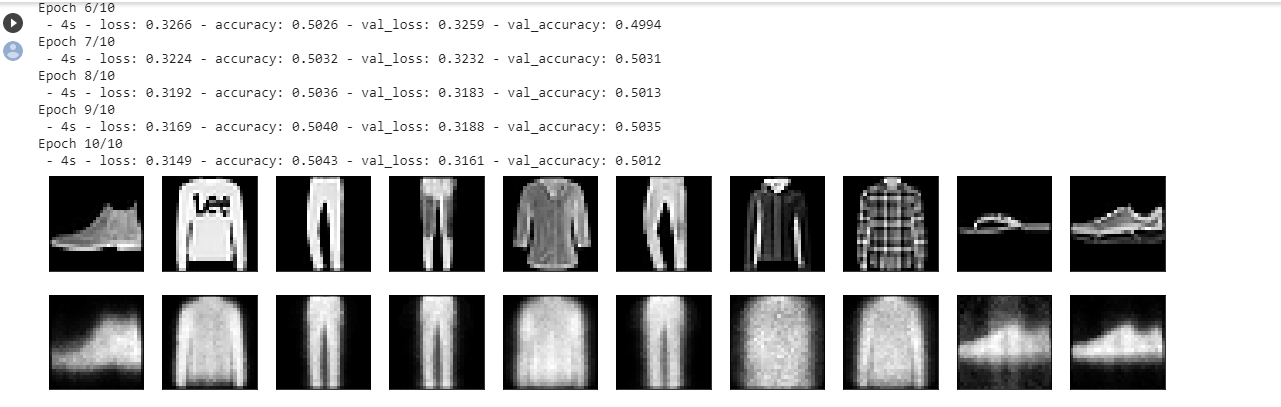 Epoch 6/10
- 4s - loss: 0.3266 - accuracy: 0.5026 - val_loss: 0.3259 - val_accuracy: 0.4994
Epoch 7/10
- 4s - loss: 0.3224 - accuracy: 0.5032 - val_loss: 0.3232 - val_accuracy: 0.5031
Epoch 8/10
- 4s - loss: 0.3192 - accuracy: 0.5036 - val_loss: 0.3183 - val_accuracy: 0.5013
Epoch 9/10
- 4s - loss: 0.3169 - accuracy: 0.5040 - val_loss: 0.3188 - val_accuracy: 0.5035
Epoch 10/10
- 4s - loss: 0.3149 - accuracy: 0.5043 - val_loss: 0.3161 - val_accuracy: 0.5012
Lee